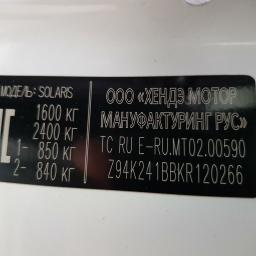 МОДЕЛЬ: SOLARIS
1600 КГ
2400 КГ
1- 850 КГ
2- 840 КГ
ООО «ХЕНДЭ МОТОР
МАНУФАКТУРИНГ РУС»
ТС RU E-RU.MT02.00590
Z94K241BBKR120266